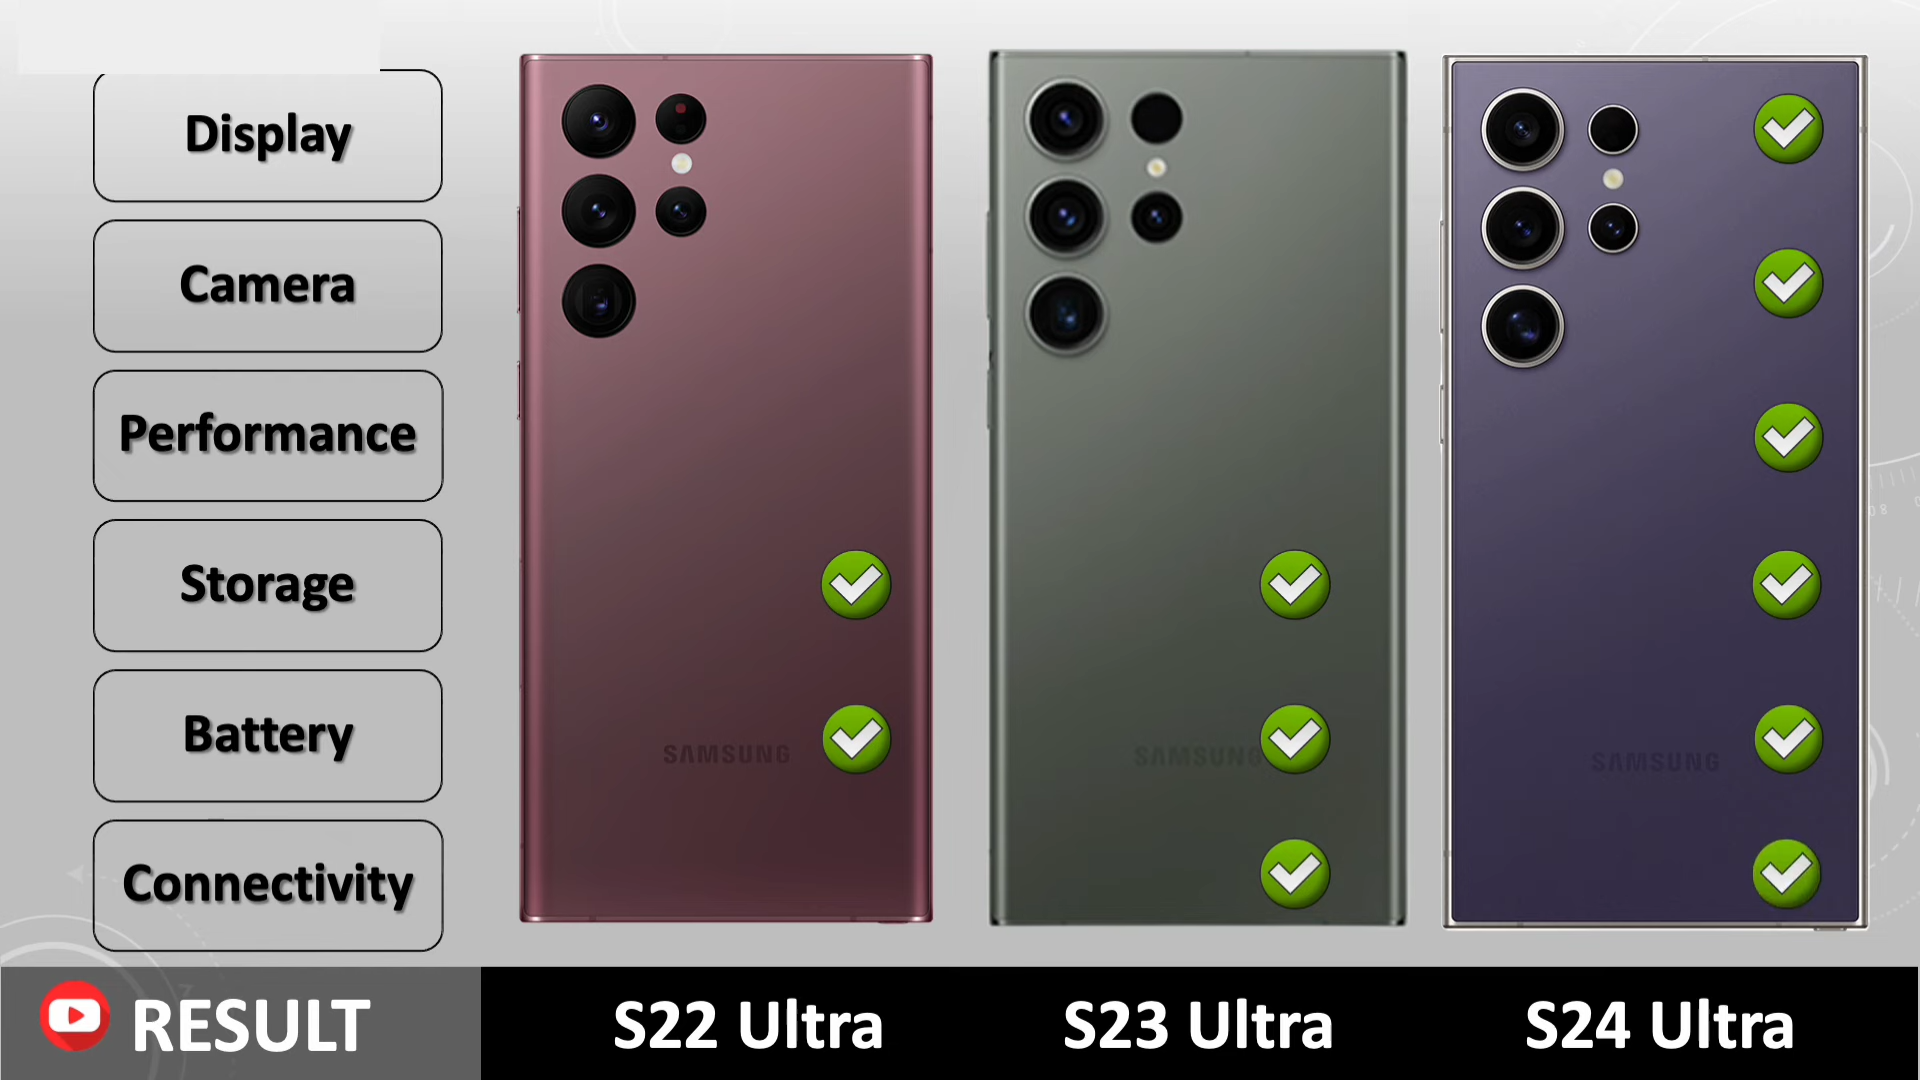 Display
Camera
Performance
Storage
Battery
Connectivity
SAMSUNG
SAMSUNG
SAMSUNG
RESULT
S22 Ultra
S23 Ultra
S24 Ultra